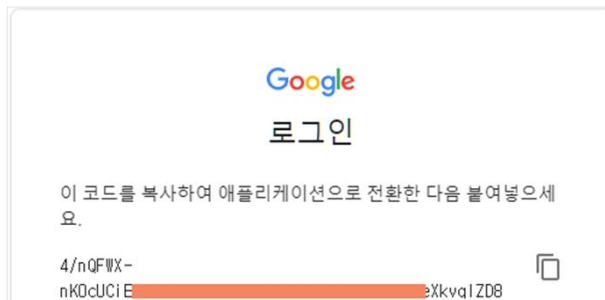 Google
로그인
이 코드를 복사하여 애플리케이션으로 전환한 다음 붙여넣으세
요.
4/nQFWX-
nKOcUCiE eXkvgIZD8